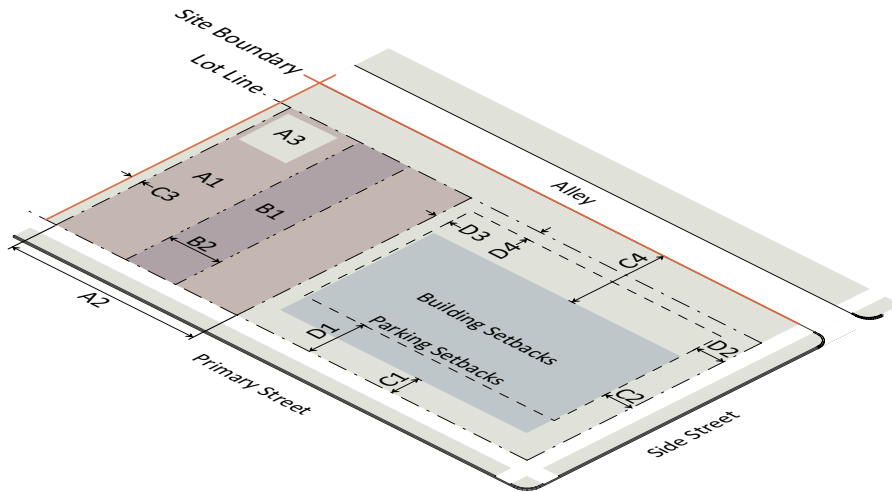 Site Boundary
Lot Line
A3
A1
C3
B1
B2
A2
Alley
D3
D4
C4
Building Setbacks
Parking Setbacks
D1
D2
C1
C2
Primary Street
Side Street